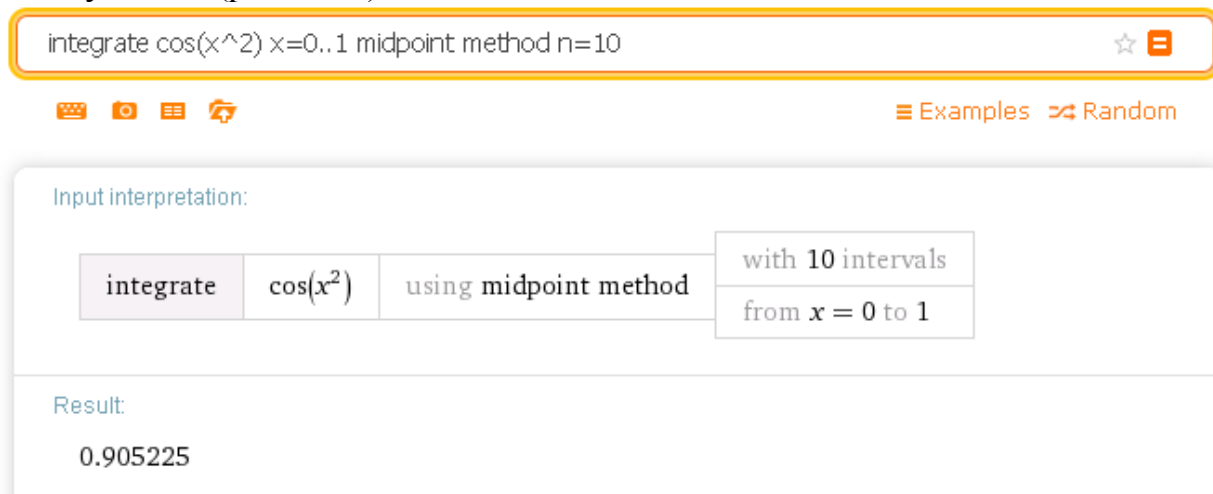 integrate cos(x^2) x=0..1 midpoint method n=10
Examples Random
Input interpretation:
integrate cos(x²) using midpoint method with 10 intervals
from x = 0 to 1
Result:
0.905225